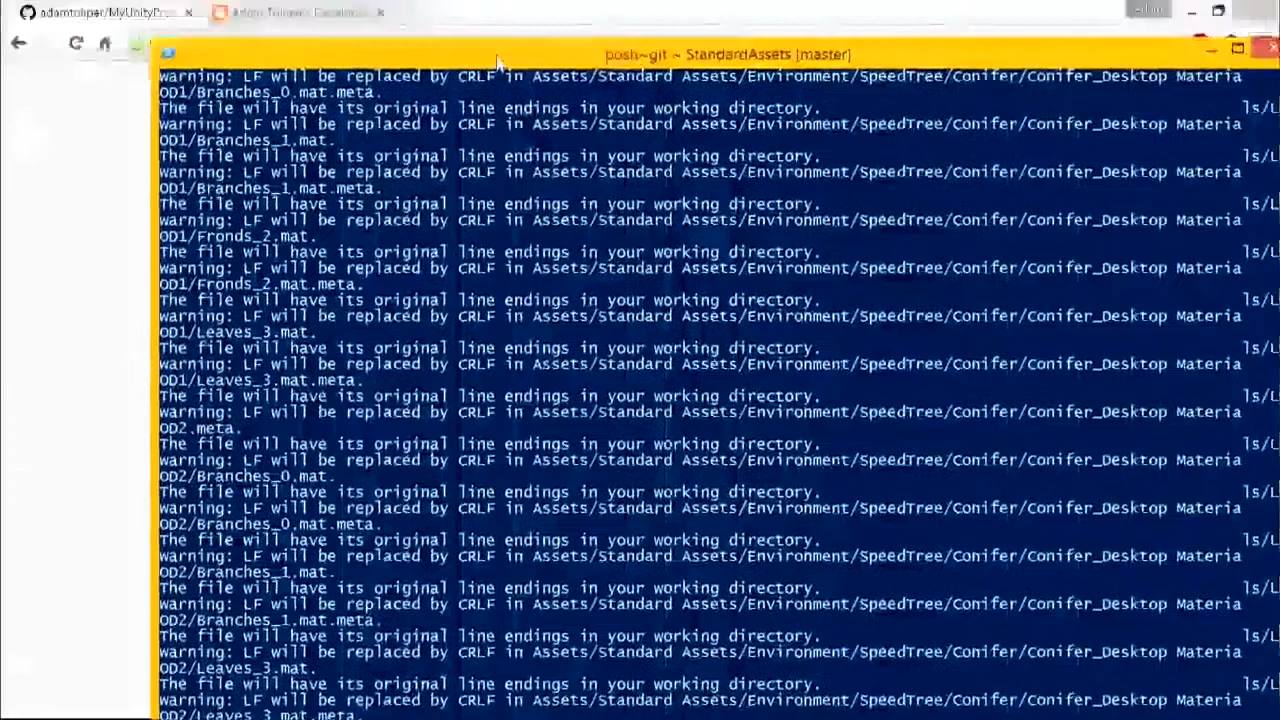 adamtuliper/MyUnityPro
Adam
posh~git ~ StandardAssets [master]
warning: LF will be replaced by CRLF in Assets/Standard Assets/Environment/SpeedTree/Conifer/Conifer_Desktop Materia
OD1/Branches_0.mat.meta.
The file will have its original line endings in your working directory. ls/L
warning: LF will be replaced by CRLF in Assets/Standard Assets/Environment/SpeedTree/Conifer/Conifer_Desktop Materia
OD1/Branches_1.mat.
The file will have its original line endings in your working directory. ls/L
warning: LF will be replaced by CRLF in Assets/Standard Assets/Environment/SpeedTree/Conifer/Conifer_Desktop Materia
OD1/Branches_1.mat.meta.
The file will have its original line endings in your working directory. ls/L
warning: LF will be replaced by CRLF in Assets/Standard Assets/Environment/SpeedTree/Conifer/Conifer_Desktop Materia
OD1/Fronds_2.mat.
The file will have its original line endings in your working directory. ls/L
warning: LF will be replaced by CRLF in Assets/Standard Assets/Environment/SpeedTree/Conifer/Conifer_Desktop Materia
OD1/Fronds_2.mat.meta.
The file will have its original line endings in your working directory. ls/L
warning: LF will be replaced by CRLF in Assets/Standard Assets/Environment/SpeedTree/Conifer/Conifer_Desktop Materia
OD1/Leaves_3.mat.
The file will have its original line endings in your working directory. ls/L
warning: LF will be replaced by CRLF in Assets/Standard Assets/Environment/SpeedTree/Conifer/Conifer_Desktop Materia
OD1/Leaves_3.mat.meta.
The file will have its original line endings in your working directory. ls/L
warning: LF will be replaced by CRLF in Assets/Standard Assets/Environment/SpeedTree/Conifer/Conifer_Desktop Materia
OD2.meta.
The file will have its original line endings in your working directory. ls/L
warning: LF will be replaced by CRLF in Assets/Standard Assets/Environment/SpeedTree/Conifer/Conifer_Desktop Materia
OD2/Branches_0.mat.
The file will have its original line endings in your working directory. ls/L
warning: LF will be replaced by CRLF in Assets/Standard Assets/Environment/SpeedTree/Conifer/Conifer_Desktop Materia
OD2/Branches_0.mat.meta.
The file will have its original line endings in your working directory. ls/L
warning: LF will be replaced by CRLF in Assets/Standard Assets/Environment/SpeedTree/Conifer/Conifer_Desktop Materia
OD2/Branches_1.mat.
The file will have its original line endings in your working directory. ls/L
warning: LF will be replaced by CRLF in Assets/Standard Assets/Environment/SpeedTree/Conifer/Conifer_Desktop Materia
OD2/Branches_1.mat.meta.
The file will have its original line endings in your working directory. ls/L
warning: LF will be replaced by CRLF in Assets/Standard Assets/Environment/SpeedTree/Conifer/Conifer_Desktop Materia
OD2/Leaves_3.mat.
The file will have its original line endings in your working directory. ls/L
warning: LF will be replaced by CRLF in Assets/Standard Assets/Environment/SpeedTree/Conifer/Conifer_Desktop Materia
OD2/Leaves_3.mat.meta.